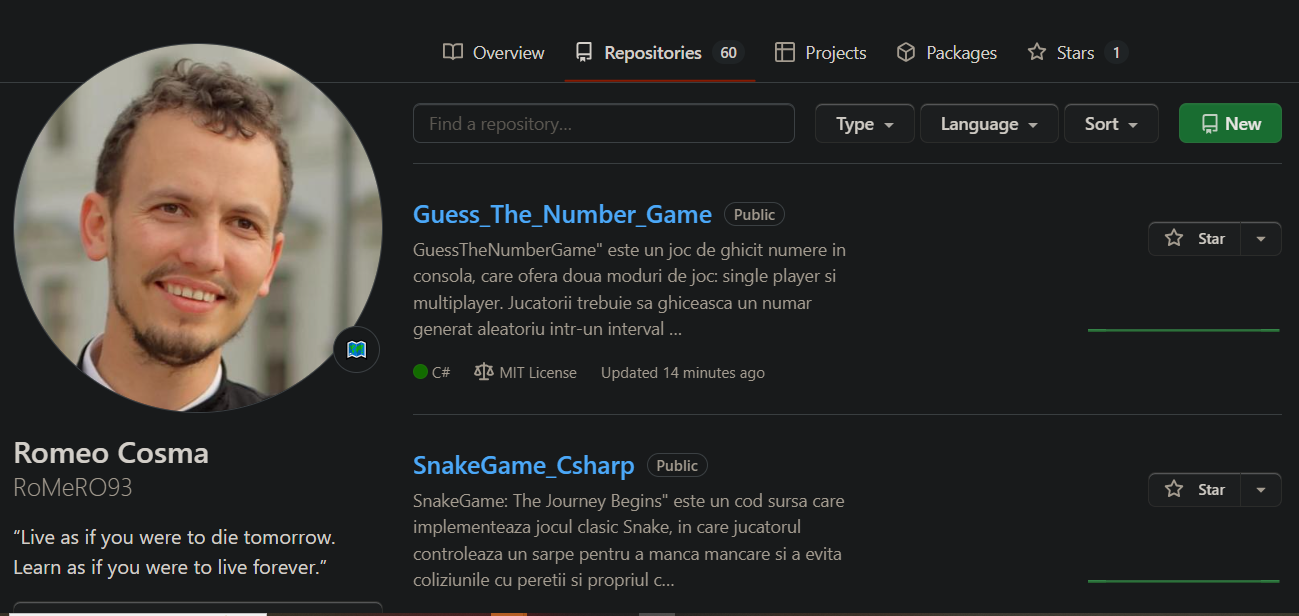 Overview Repositories 60 Projects Packages Stars 1
Find a repository...
Type Language Sort New
Guess_The_Number_Game Public
Star
GuessTheNumberGame" este un joc de ghicit numere in
consola, care ofera doua moduri de joc: single player si
multiplayer. Jucatorii trebuie sa ghiceasca un numar
generat aleatoriu intr-un interval ...
C# MIT License Updated 14 minutes ago
Romeo Cosma
RoMeRO93
“Live as if you were to die tomorrow.
Learn as if you were to live forever.”
SnakeGame_Csharp Public
Star
SnakeGame: The Journey Begins" este un cod sursa care
implementeaza jocul clasic Snake, in care jucatorul
controleaza un sarpe pentru a manca mancare si a evita
coliziunile cu peretii si propriul c...